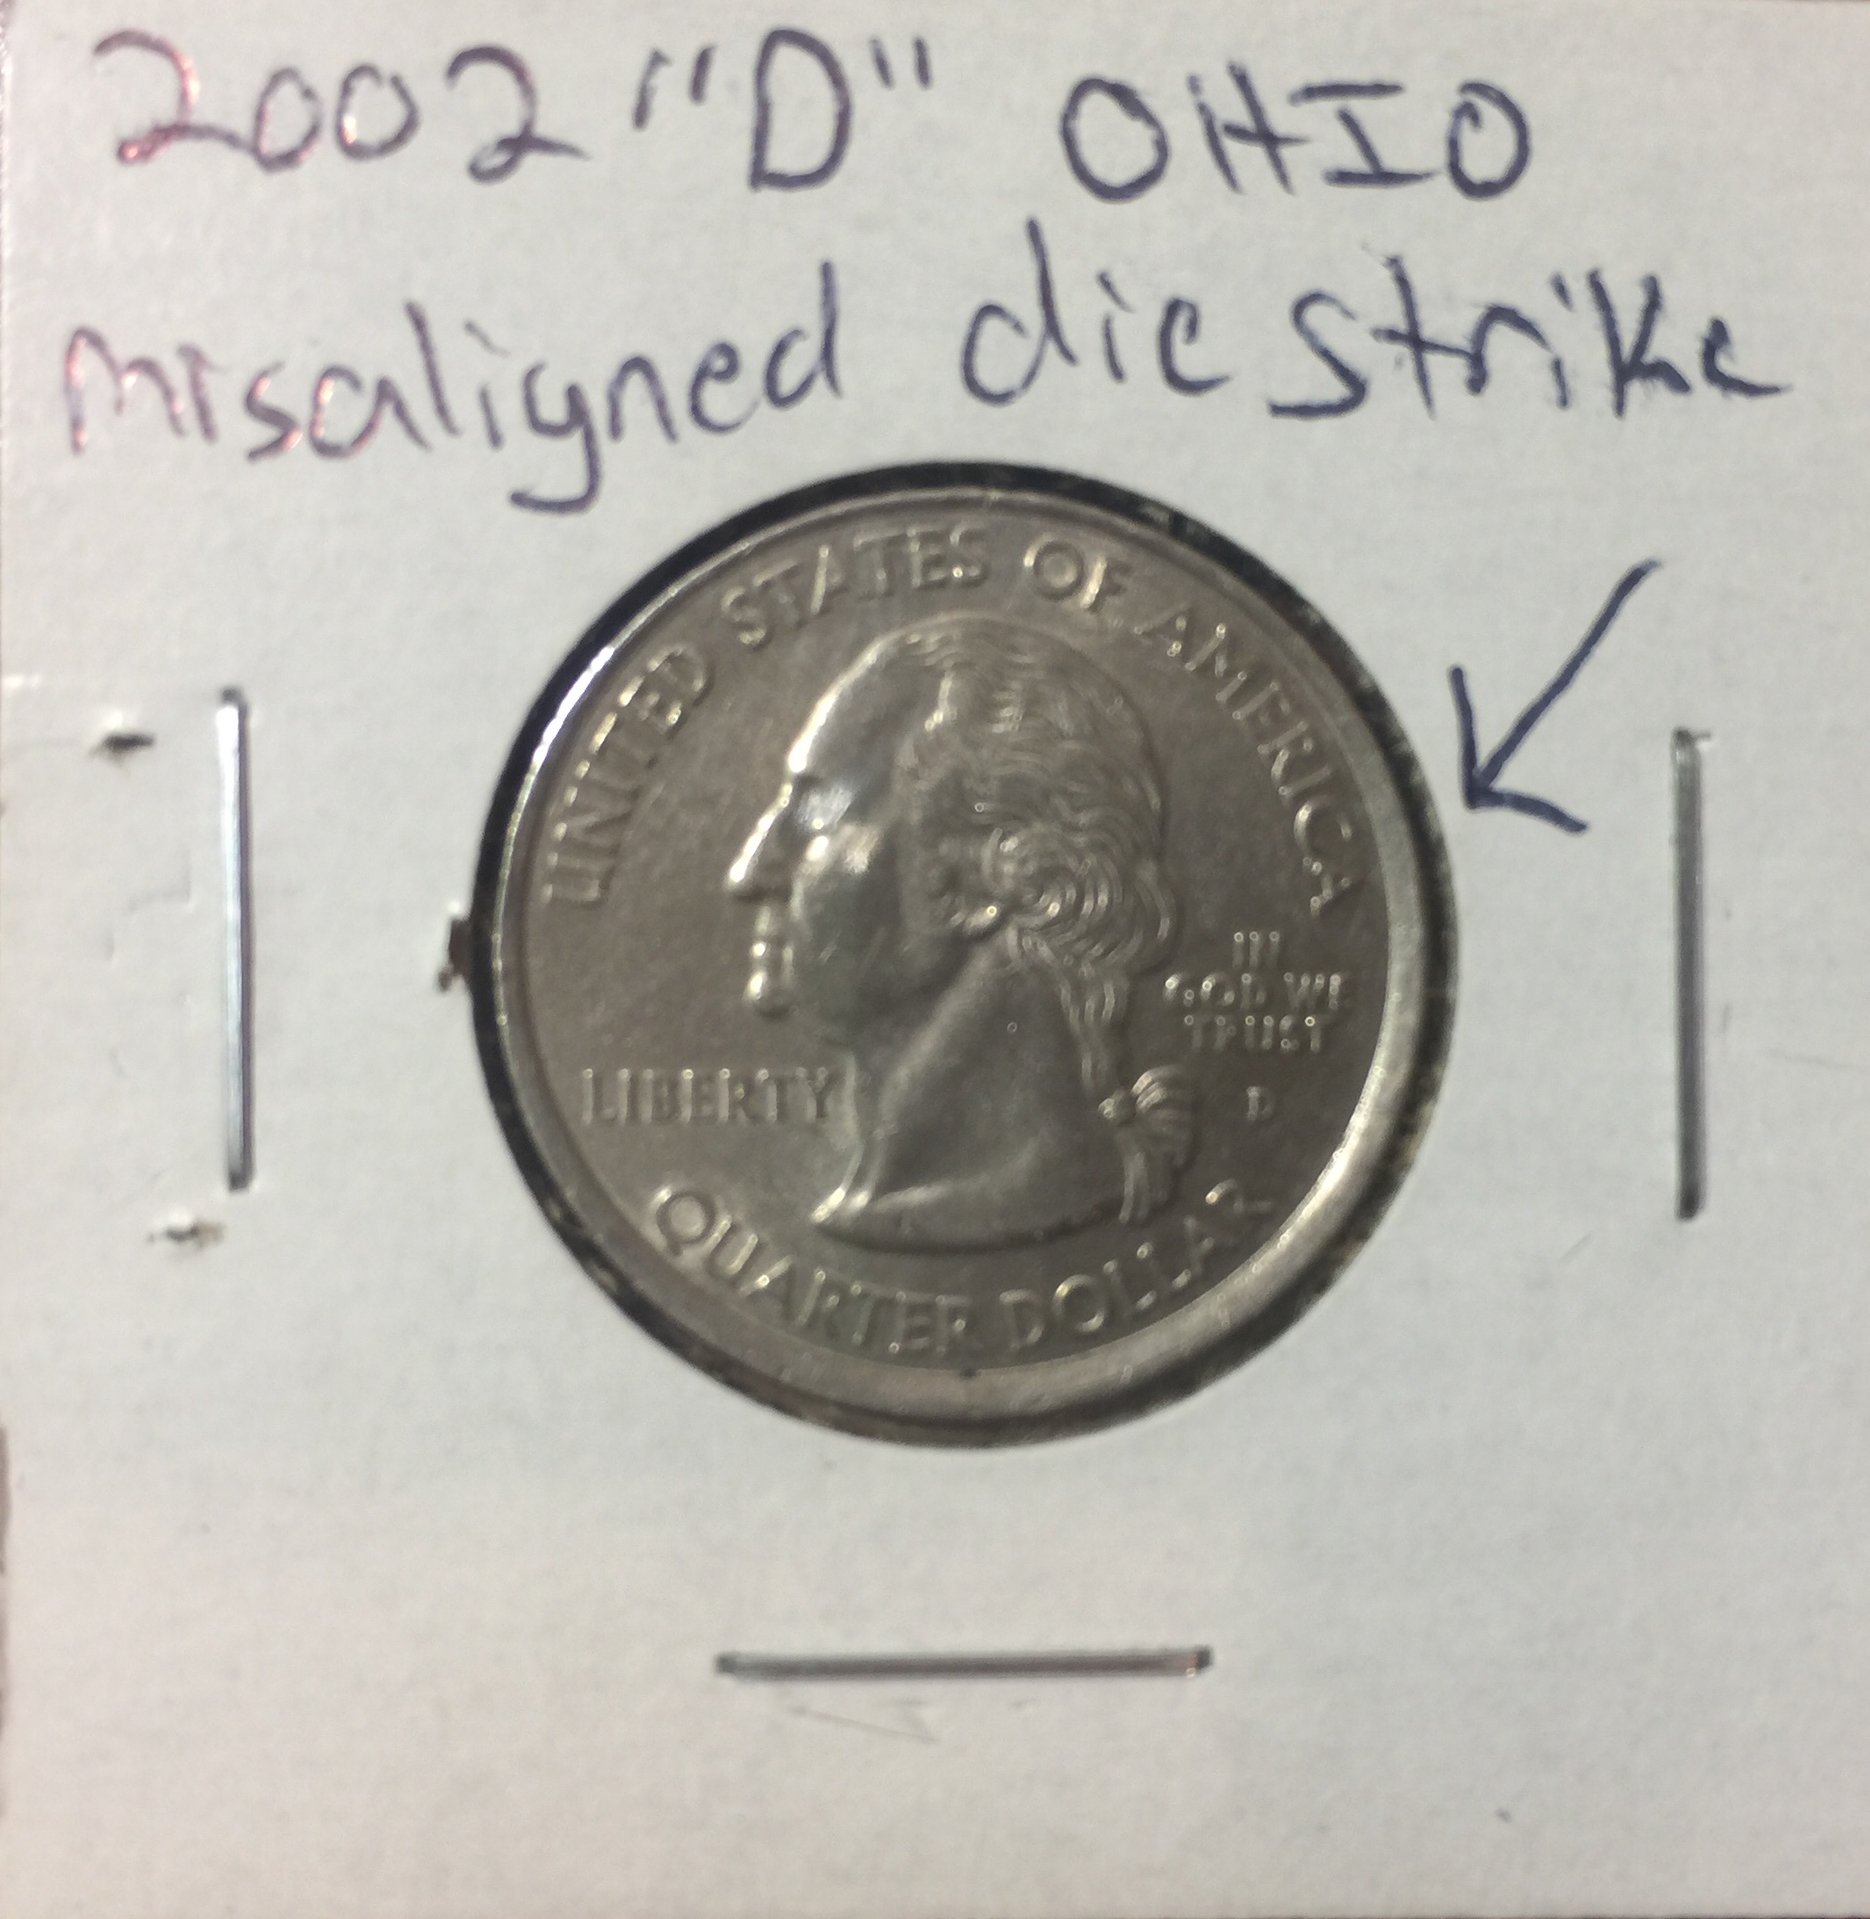 2002 "D" OHIO
misaligned die strike
UNITED STATES OF AMERICA
IN
GOD WE
TRUST
LIBERTY
D
QUARTER DOLLAR